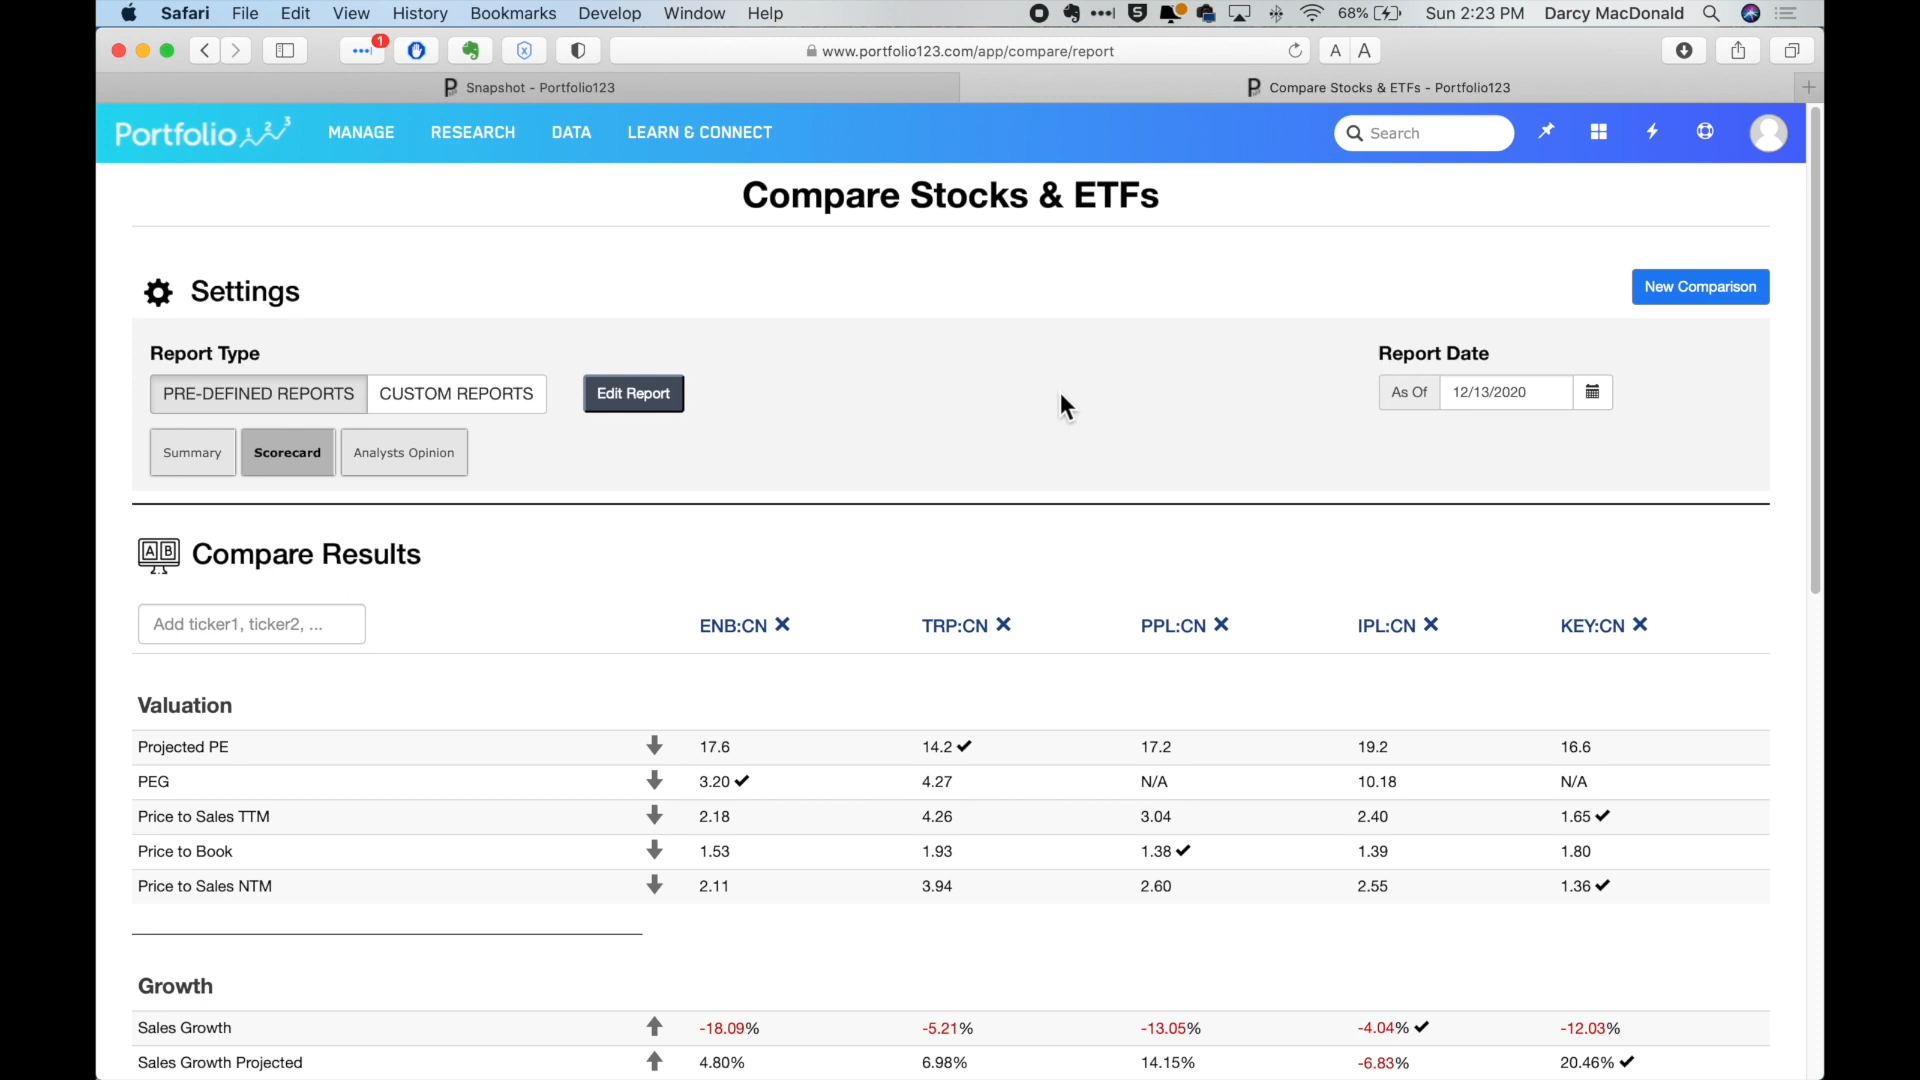 Safari File Edit View History Bookmarks Develop Window Help 68% Sun 2:23 PM Darcy MacDonald
1 www.portfolio123.com/app/compare/report A A
Snapshot - Portfolio123 Compare Stocks & ETFs - Portfolio123
Portfolio123 MANAGE RESEARCH DATA LEARN & CONNECT Search
Compare Stocks & ETFs
Settings New Comparison
Report Type Report Date
PRE-DEFINED REPORTS CUSTOM REPORTS Edit Report As Of 12/13/2020
Summary Scorecard Analysts Opinion
A B Compare Results
Add ticker1, ticker2, ... ENB:CN TRP:CN PPL:CN IPL:CN KEY:CN
Valuation
Projected PE 17.6 14.2 17.2 19.2 16.6
PEG 3.20 4.27 N/A 10.18 N/A
Price to Sales TTM 2.18 4.26 3.04 2.40 1.65
Price to Book 1.53 1.93 1.38 1.39 1.80
Price to Sales NTM 2.11 3.94 2.60 2.55 1.36
Growth
Sales Growth -18.09% -5.21% -13.05% -4.04% -12.03%
Sales Growth Projected 4.80% 6.98% 14.15% -6.83% 20.46%